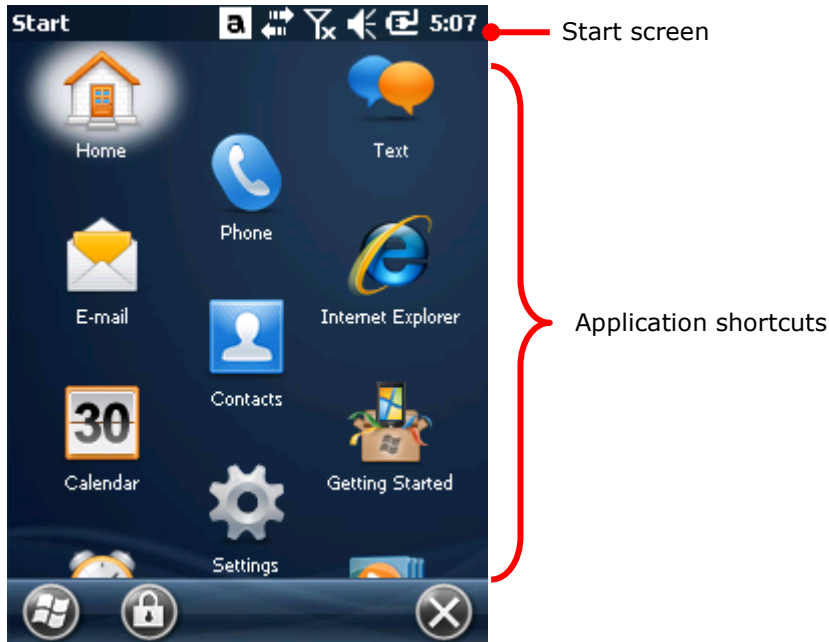 Start a 5:07
Start screen
Home
Text
Phone
E-mail
Internet Explorer
Application shortcuts
Contacts
30
Calendar
Getting Started
Settings